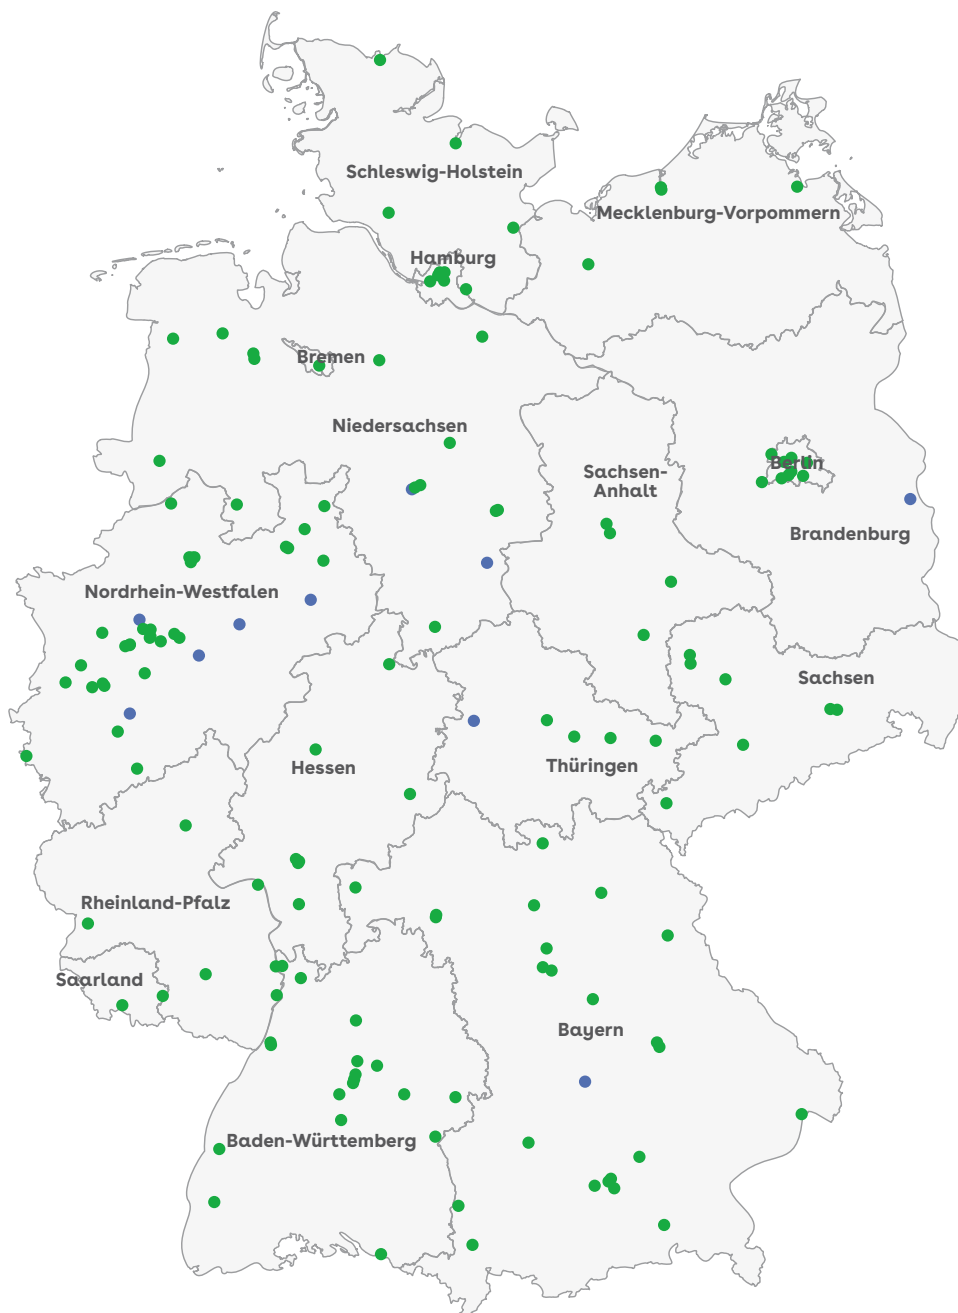 Schleswig-Holstein
Mecklenburg-Vorpommern
Hamburg
Bremen
Niedersachsen
Sachsen-
Anhalt
Berlin
Brandenburg
Nordrhein-Westfalen
Sachsen
Hessen
Thüringen
Rheinland-Pfalz
Saarland
Bayern
Baden-Württemberg